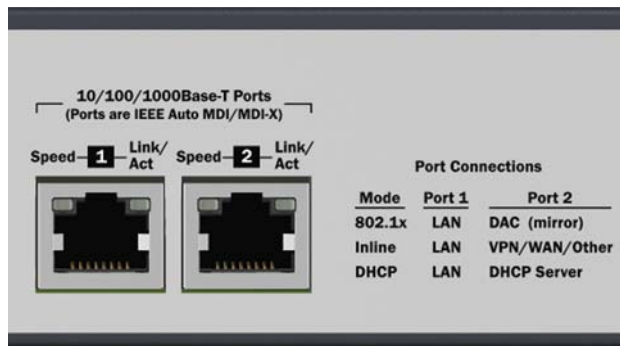 10/100/1000Base-T Ports
(Ports are IEEE Auto MDI/MDI-X)
Speed 1 Link/Act
Speed 2 Link/Act
Port Connections
Mode Port 1 Port 2
802.1x LAN DAC (mirror)
Inline LAN VPN/WAN/Other
DHCP LAN DHCP Server